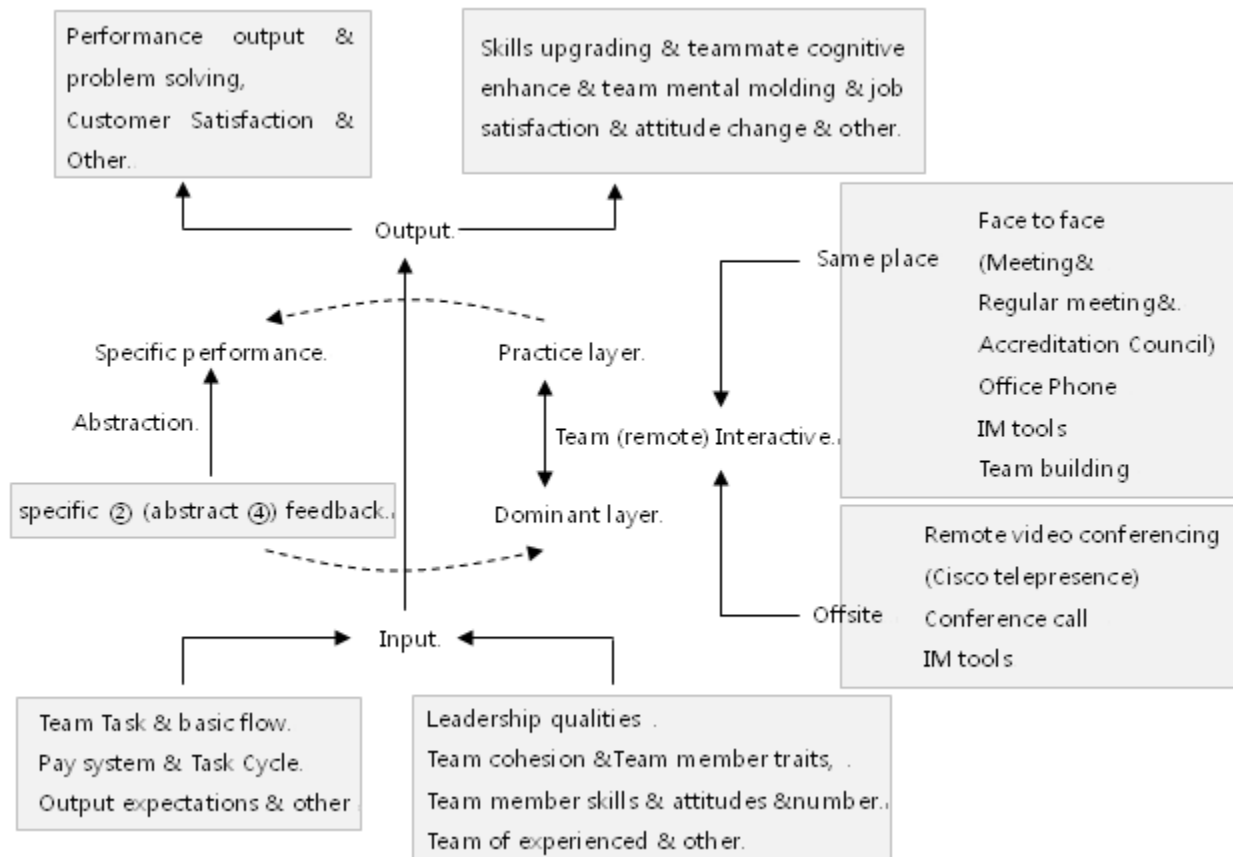 Performance output &
problem solving,
Customer Satisfaction &
Other.
Skills upgrading & teammate cognitive
enhance & team mental molding & job
satisfaction & attitude change & other.
Output.
Same place
Face to face
(Meeting&
Regular meeting&.
Accreditation Council)
Office Phone
IM tools
Team building
Specific performance.
Practice layer.
Abstraction.
Team (remote) Interactive.
specific ② (abstract ④) feedback.
Dominant layer.
Remote video conferencing
(Cisco telepresence)
Offsite
Conference call
IM tools
Input.
Team Task & basic flow.
Pay system & Task Cycle.
Output expectations & other
Leadership qualities .
Team cohesion &Team member traits, .
Team member skills & attitudes &number.
Team of experienced & other.